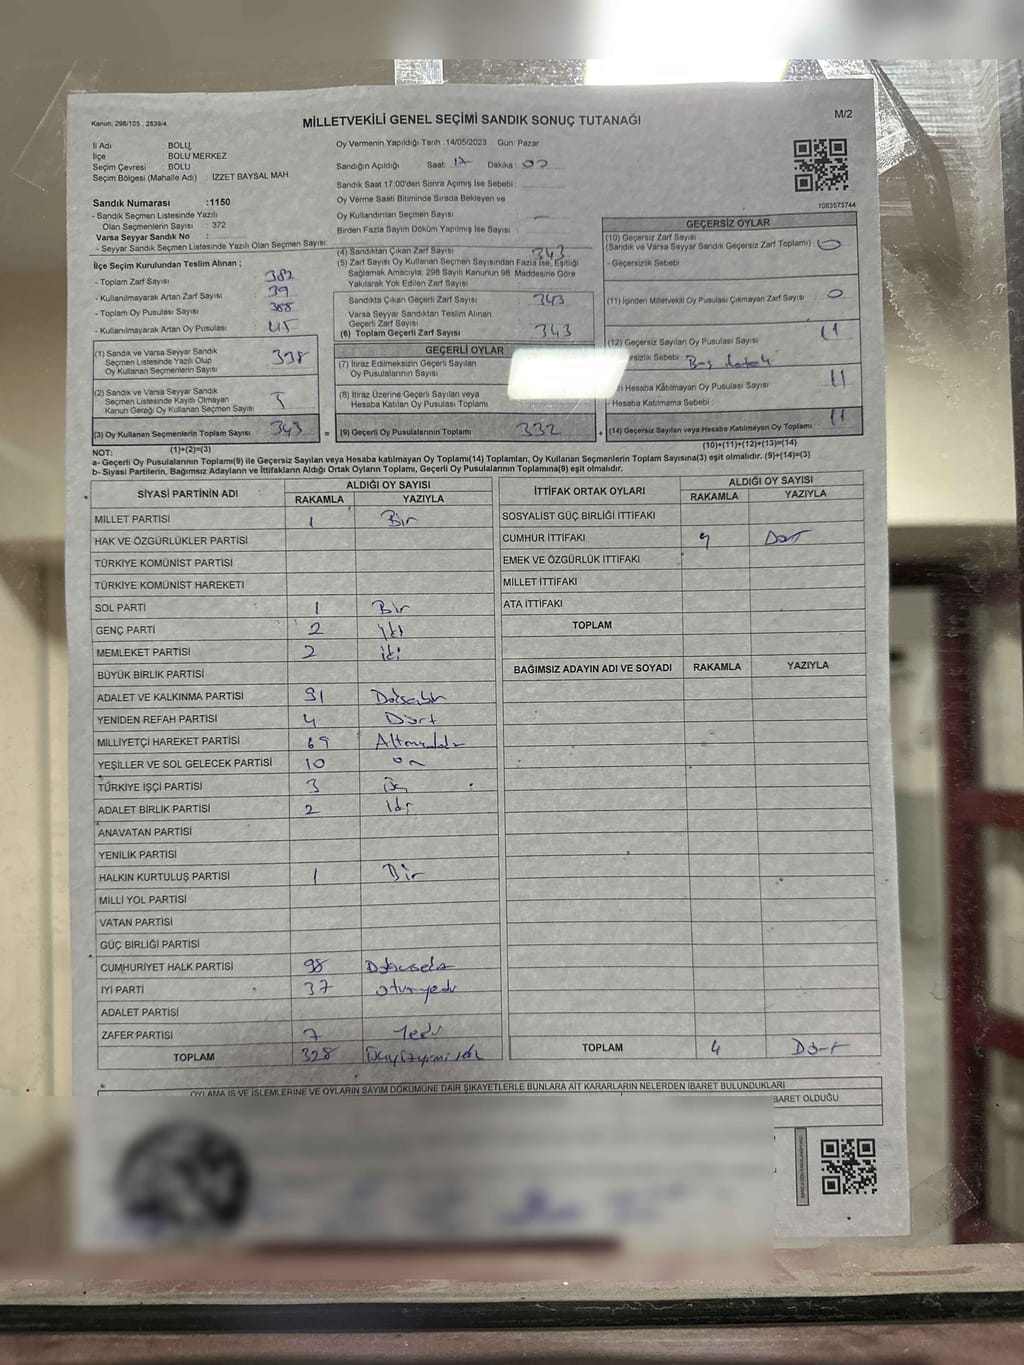 Kanun: 298/105 , 2839/4
MİLLETVEKİLİ GENEL SEÇİMİ SANDIK SONUÇ TUTANAĞI
M/2
İl Adı BOLU
İlçe BOLU MERKEZ
Seçim Çevresi BOLU
Seçim Bölgesi (Mahalle Adı) : İZZET BAYSAL MAH.
Oy Vermenin Yapıldığı Tarih :14/05/2023 Gün: Pazar
Sandığın Açıldığı Saat: 17 Dakika: 00
Sandık Saat 17:00'den Sonra Açımış İse Sebebi :
Oy Verme Saati Bitiminde Sırada Bekleyen ve
Oy Kullandırılan Seçmen Sayısı —
Birden Fazla Sayım Döküm Yapılmış İse Sayısı :
1083573744
Sandık Numarası :1150
- Sandık Seçmen Listesinde Yazılı
Olan Seçmenlerin Sayısı : 372
Varsa Seyyar Sandık No :
- Seyyar Sandık Seçmen Listesinde Yazılı Olan Seçmen Sayısı:
İlçe Seçim Kurulundan Teslim Alınan ;
- Toplam Zarf Sayısı 382
- Kullanılmayarak Artan Zarf Sayısı 39
- Toplam Oy Pusulası Sayısı 388
- Kullanılmayarak Artan Oy Pusulası 45
(1) Sandık ve Varsa Seyyar Sandık
Seçmen Listesinde Yazılı Olup
Oy Kullanan Seçmenlerin Sayısı 338
(2) Sandık ve Varsa Seyyar Sandık
Seçmen Listesinde Kayıtlı Olmayan
Kanun Gereği Oy Kullanan Seçmen Sayısı 5
(3) Oy Kullanan Seçmenlerin Toplam Sayısı 343
(1)+(2)=(3)
(4) Sandıktan Çıkan Zarf Sayısı 343
(5) Zarf Sayısı Oy Kullanan Seçmen Sayısından Fazla İse, Eşitliği
Sağlamak Amacıyla; 298 Sayılı Kanunun 98. Maddesine Göre
Yakılarak Yok Edilen Zarf Sayısı
Sandıkta Çıkan Geçerli Zarf Sayısı 343
Varsa Seyyar Sandıktan Teslim Alınan
Geçerli Zarf Sayısı
(6) Toplam Geçerli Zarf Sayısı 343
GEÇERLİ OYLAR
(7) İtiraz Edilmeksizin Geçerli Sayılan
Oy Pusulalarının Sayısı
(8) İtiraz Üzerine Geçerli Sayılan veya
Hesaba Katılan Oy Pusulası Toplamı
= (9) Geçerli Oy Pusulalarının Toplamı 332 +
GEÇERSİZ OYLAR
(10) Geçersiz Zarf Sayısı
(Sandık ve Varsa Seyyar Sandık Geçersiz Zarf Toplamı) 0
- Geçersizlik Sebebi
(11) İçinden Milletvekili Oy Pusulası Çıkmayan Zarf Sayısı 0
(12) Geçersiz Sayılan Oy Pusulası Sayısı 11
rsizlik Sebebi
) Hesaba Katılmayan Oy Pusulası Sayısı 11
- Hesaba Katılmama Sebebi :
(14) Geçersiz Sayılan veya Hesaba Katılmayan Oy Toplamı 11
(10)+(11)+(12)+(13)=(14)
NOT:
a- Geçerli Oy Pusulalarının Toplamı(9) ile Geçersiz Sayılan veya Hesaba katılmayan Oy Toplamı(14) Toplamları, Oy Kullanan Seçmenlerin Toplam Sayısına(3) eşit olmalıdır. (9)+(14)=(3)
b- Siyasi Partilerin, Bağımsız Adayların ve İttifakların Aldığı Ortak Oyların Toplamı, Geçerli Oy Pusulalarının Toplamına(9) eşit olmalıdır.
SİYASİ PARTİNİN ADI ALDIĞI OY SAYISI
RAKAMLA YAZIYLA
MİLLET PARTİSİ 1 Bir
HAK VE ÖZGÜRLÜKLER PARTİSİ
TÜRKİYE KOMÜNİST PARTİSİ
TÜRKİYE KOMÜNİST HAREKETİ
SOL PARTİ 1 Bir
GENÇ PARTİ 2 iki
MEMLEKET PARTİSİ 2 iki
BÜYÜK BİRLİK PARTİSİ
ADALET VE KALKINMA PARTİSİ 91
YENİDEN REFAH PARTİSİ 4 Dört
MİLLİYETÇİ HAREKET PARTİSİ 69
YEŞİLLER VE SOL GELECEK PARTİSİ 10 on
TÜRKİYE İŞÇİ PARTİSİ 3 Üç
ADALET BİRLİK PARTİSİ 2 iki
ANAVATAN PARTİSİ
YENİLİK PARTİSİ
HALKIN KURTULUŞ PARTİSİ 1 Bir
MİLLİ YOL PARTİSİ
VATAN PARTİSİ
GÜÇ BİRLİĞİ PARTİSİ
CUMHURİYET HALK PARTİSİ 98
İYİ PARTİ 37 otuzyedi
ADALET PARTİSİ
ZAFER PARTİSİ 7 Yedi
TOPLAM 328
İTTİFAK ORTAK OYLARI ALDIĞI OY SAYISI
RAKAMLA YAZIYLA
SOSYALİST GÜÇ BİRLİĞİ İTTİFAKI
CUMHUR İTTİFAKI 4 Dört
EMEK VE ÖZGÜRLÜK İTTİFAKI
MİLLET İTTİFAKI
ATA İTTİFAKI
TOPLAM
BAĞIMSIZ ADAYIN ADI VE SOYADI RAKAMLA YAZIYLA
TOPLAM 4 Dört
OYLAMA İŞ VE İŞLEMLERİNE VE OYLARIN SAYIM DÖKÜMÜNE DAİR ŞİKAYETLERLE BUNLARA AİT KARARLARIN NELERDEN İBARET BULUNDUKLARI
BARET OLDUĞU